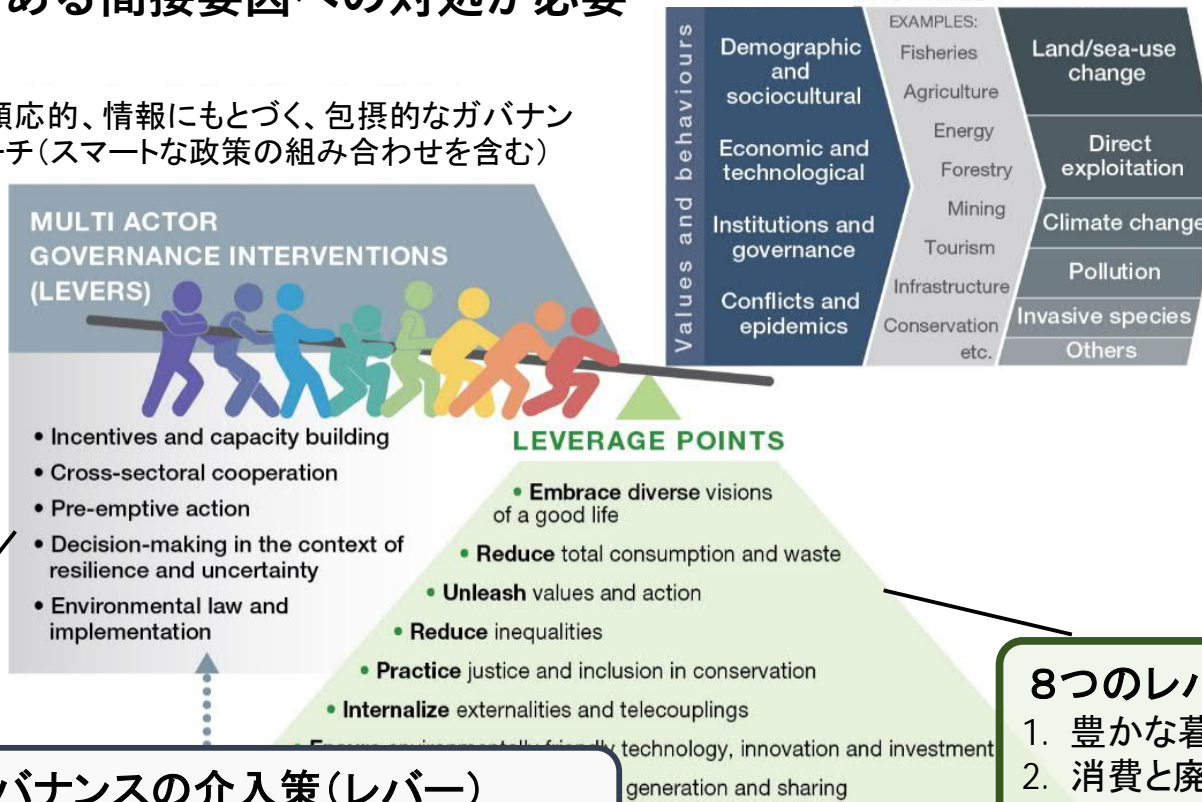 ある間接要因への対処が必要
順応的、情報にもとづく、包摂的なガバナン
チ(スマートな政策の組み合わせを含む)
Values and behaviours
Demographic
and
sociocultural
Economic and
technological
Institutions and
governance
Conflicts and
epidemics
EXAMPLES:
Fisheries
Agriculture
Energy
Forestry
Mining
Tourism
Infrastructure
Conservation
etc.
Land/sea-use
change
Direct
exploitation
Climate change
Pollution
Invasive species
Others
MULTI ACTOR
GOVERNANCE INTERVENTIONS
(LEVERS)
• Incentives and capacity building
• Cross-sectoral cooperation
• Pre-emptive action
• Decision-making in the context of
resilience and uncertainty
• Environmental law and
implementation
LEVERAGE POINTS
• Embrace diverse visions
of a good life
• Reduce total consumption and waste
• Unleash values and action
• Reduce inequalities
• Practice justice and inclusion in conservation
• Internalize externalities and telecouplings
technology, innovation and investment
generation and sharing
バナンスの介入策(レバー)
8つのレバ
1. 豊かな暮
2. 消費と廃